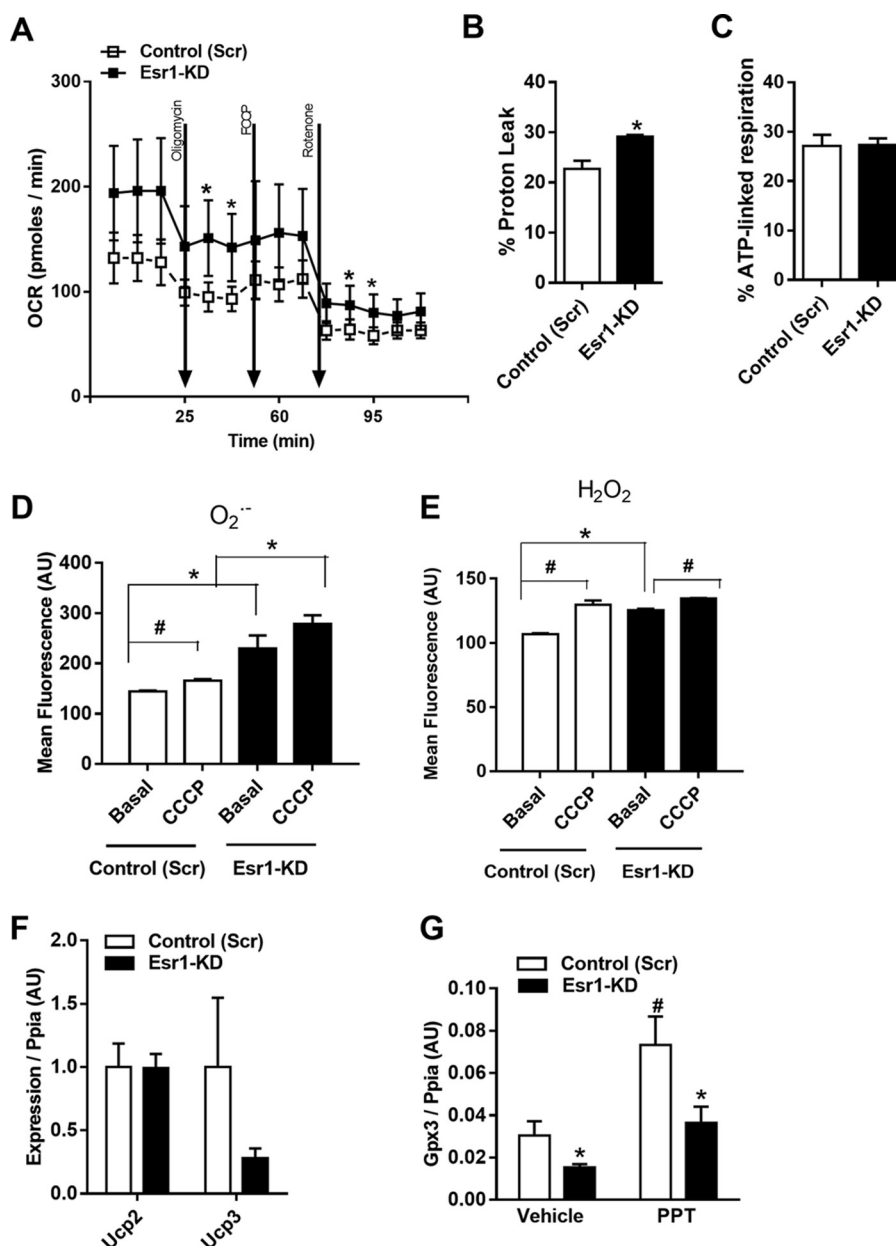 A
Control (Scr)
Esr1-KD
OCR (pmoles / min)
300
200
100
0
Oligomycin
FCCP
Rotenone
*
*
*
*
25
60
95
Time (min)
B
% Proton Leak
40
30
20
10
0
*
Control (Scr)
Esr1-KD
C
% ATP-linked respiration
40
30
20
10
0
Control (Scr)
Esr1-KD
D
O₂·⁻
Mean Fluorescence (AU)
400
300
200
100
0
*
*
#
Basal
CCCP
Basal
CCCP
Control (Scr)
Esr1-KD
E
H₂O₂
Mean Fluorescence (AU)
150
100
50
0
*
#
#
Basal
CCCP
Basal
CCCP
Control (Scr)
Esr1-KD
F
Control (Scr)
Esr1-KD
Expression / Ppia (AU)
2.0
1.5
1.0
0.5
0.0
Ucp2
Ucp3
G
Control (Scr)
Esr1-KD
Gpx3 / Ppia (AU)
0.10
0.08
0.06
0.04
0.02
0.00
*
#
*
Vehicle
PPT